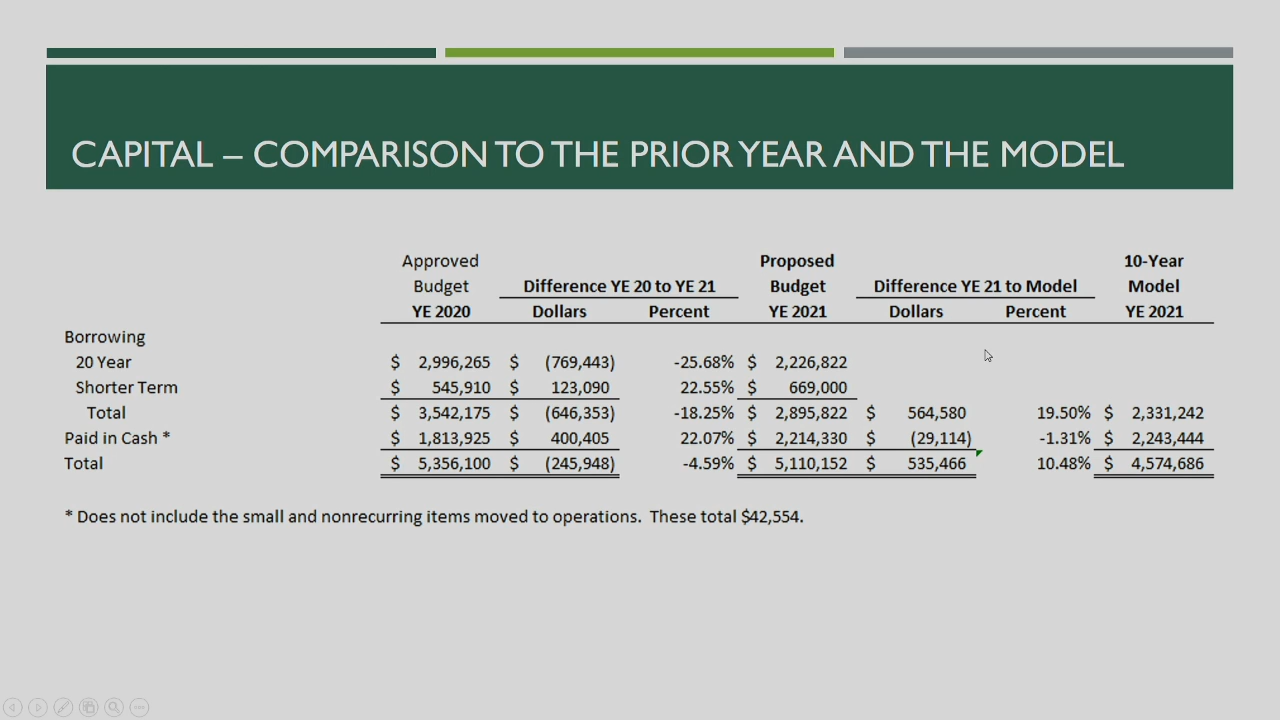 CAPITAL – COMPARISON TO THE PRIOR YEAR AND THE MODEL
Approved Proposed 10-Year
Budget Difference YE 20 to YE 21 Budget Difference YE 21 to Model Model
YE 2020 Dollars Percent YE 2021 Dollars Percent YE 2021
Borrowing
20 Year $ 2,996,265 $ (769,443) -25.68% $ 2,226,822
Shorter Term $ 545,910 $ 123,090 22.55% $ 669,000
Total $ 3,542,175 $ (646,353) -18.25% $ 2,895,822 $ 564,580 19.50% $ 2,331,242
Paid in Cash * $ 1,813,925 $ 400,405 22.07% $ 2,214,330 $ (29,114) -1.31% $ 2,243,444
Total $ 5,356,100 $ (245,948) -4.59% $ 5,110,152 $ 535,466 10.48% $ 4,574,686
* Does not include the small and nonrecurring items moved to operations. These total $42,554.